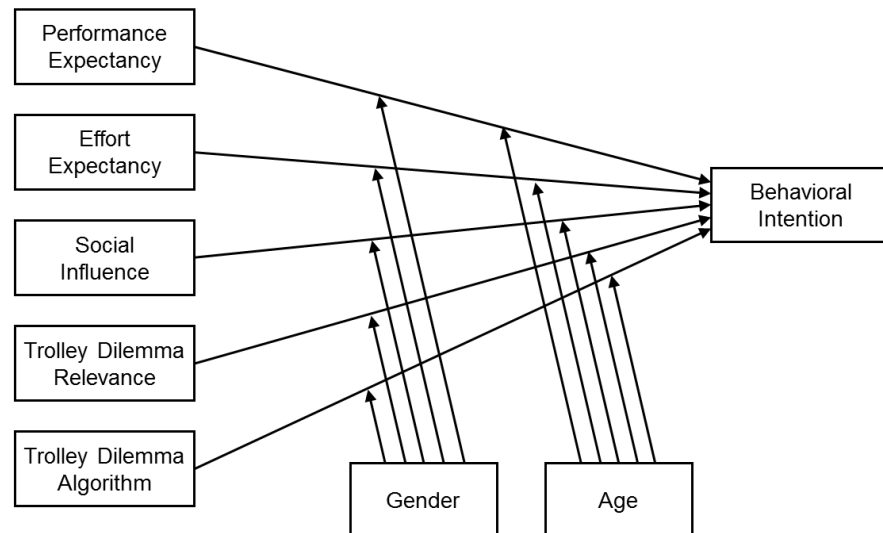 Performance
Expectancy
Effort
Expectancy
Social
Influence
Trolley Dilemma
Relevance
Trolley Dilemma
Algorithm
Behavioral
Intention
Gender
Age